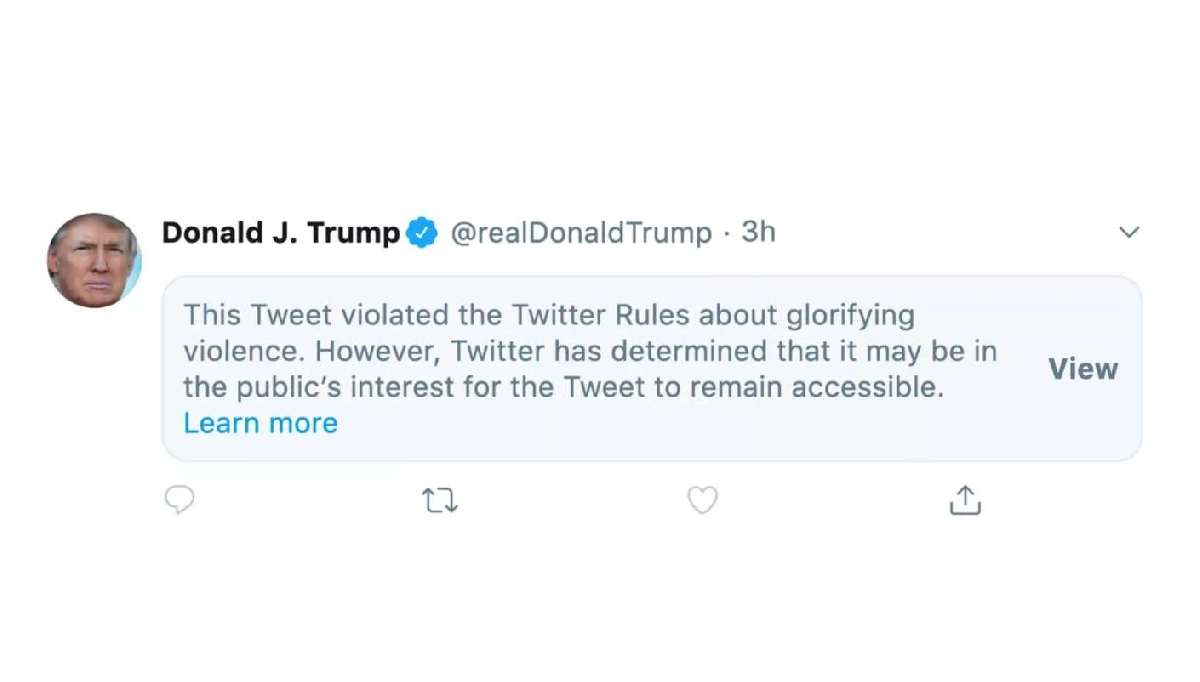 Donald J. Trump @realDonaldTrump · 3h
This Tweet violated the Twitter Rules about glorifying
violence. However, Twitter has determined that it may be in
the public’s interest for the Tweet to remain accessible.
Learn more
View